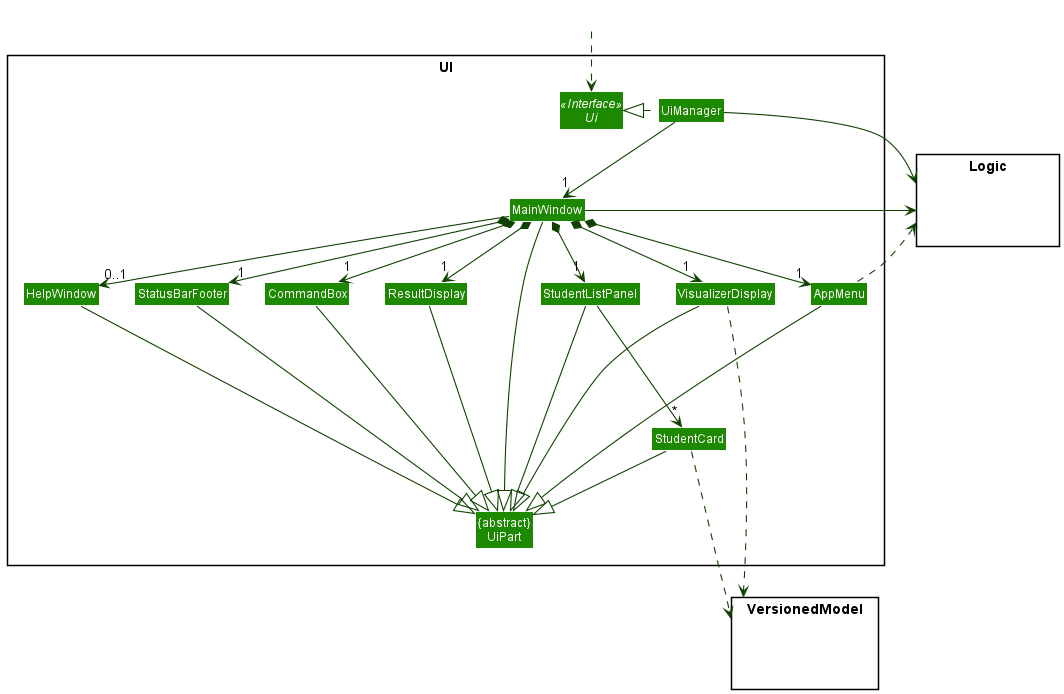 UI
«Interface»
Ui
UiManager
Logic
1
MainWindow
0..1
1
1
1
1
1
1
HelpWindow
StatusBarFooter
CommandBox
ResultDisplay
StudentListPanel
VisualizerDisplay
AppMenu
*
StudentCard
{abstract}
UiPart
VersionedModel